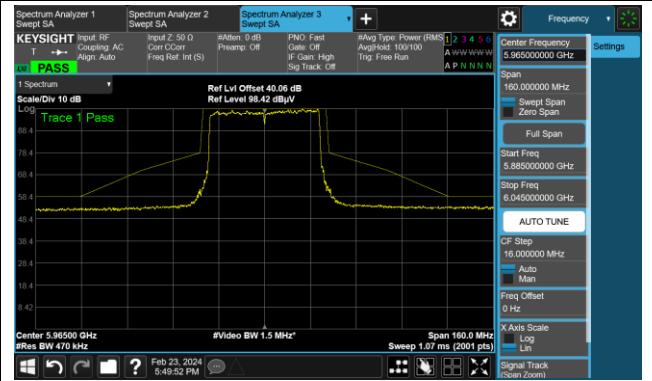 Spectrum Analyzer 1
Swept SA
Spectrum Analyzer 2
Swept SA
Spectrum Analyzer 3
Swept SA
Frequency
KEYSIGHT
Input: RF
Coupling: AC
Align: Auto
Input Z: 50 Ω
Corr CCorr
Freq Ref: Int (S)
#Atten: 0 dB
Preamp: Off
PNO: Fast
Gate: Off
IF Gain: High
Sig Track: Off
#Avg Type: Power (RMS
Avg|Hold: 100/100
Trig: Free Run
1 2 3 4 5 6
A W W W W W
A P N N N N
T
PASS
1 Spectrum
Scale/Div 10 dB
Ref Lvl Offset 40.06 dB
Ref Level 98.42 dBµV
Log
Trace 1 Pass
88.4
78.4
68.4
58.4
48.4
38.4
28.4
18.4
8.42
Center 5.96500 GHz
#Res BW 470 kHz
#Video BW 1.5 MHz*
Span 160.0 MHz
Sweep 1.07 ms (2001 pts)
Feb 23, 2024
5:49:52 PM
Center Frequency
5.965000000 GHz
Settings
Span
160.000000 MHz
Swept Span
Zero Span
Full Span
Start Freq
5.885000000 GHz
Stop Freq
6.045000000 GHz
AUTO TUNE
CF Step
16.000000 MHz
Auto
Man
Freq Offset
0 Hz
X Axis Scale
Log
Lin
Signal Track
(Span Zoom)